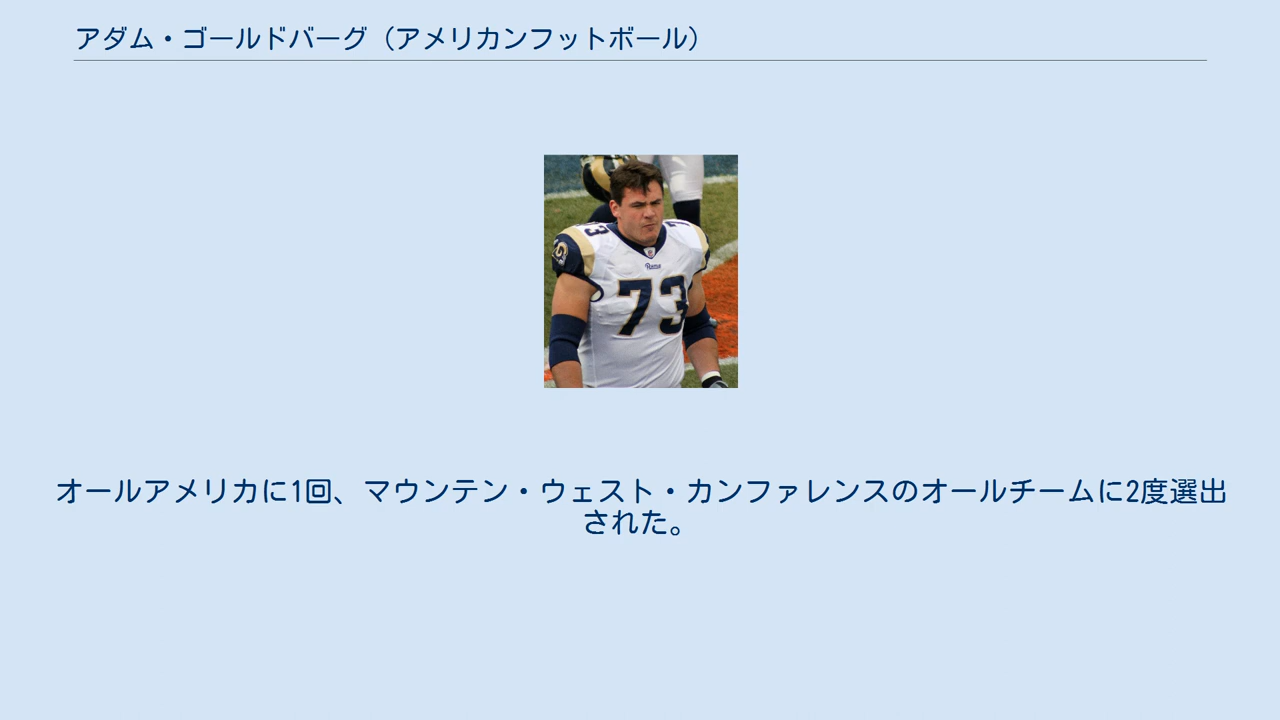 アダム・ゴールドバーグ（アメリカンフットボール）
73
Rams
73
オールアメリカに1回、マウンテン・ウェスト・カンファレンスのオールチームに2度選出
された。